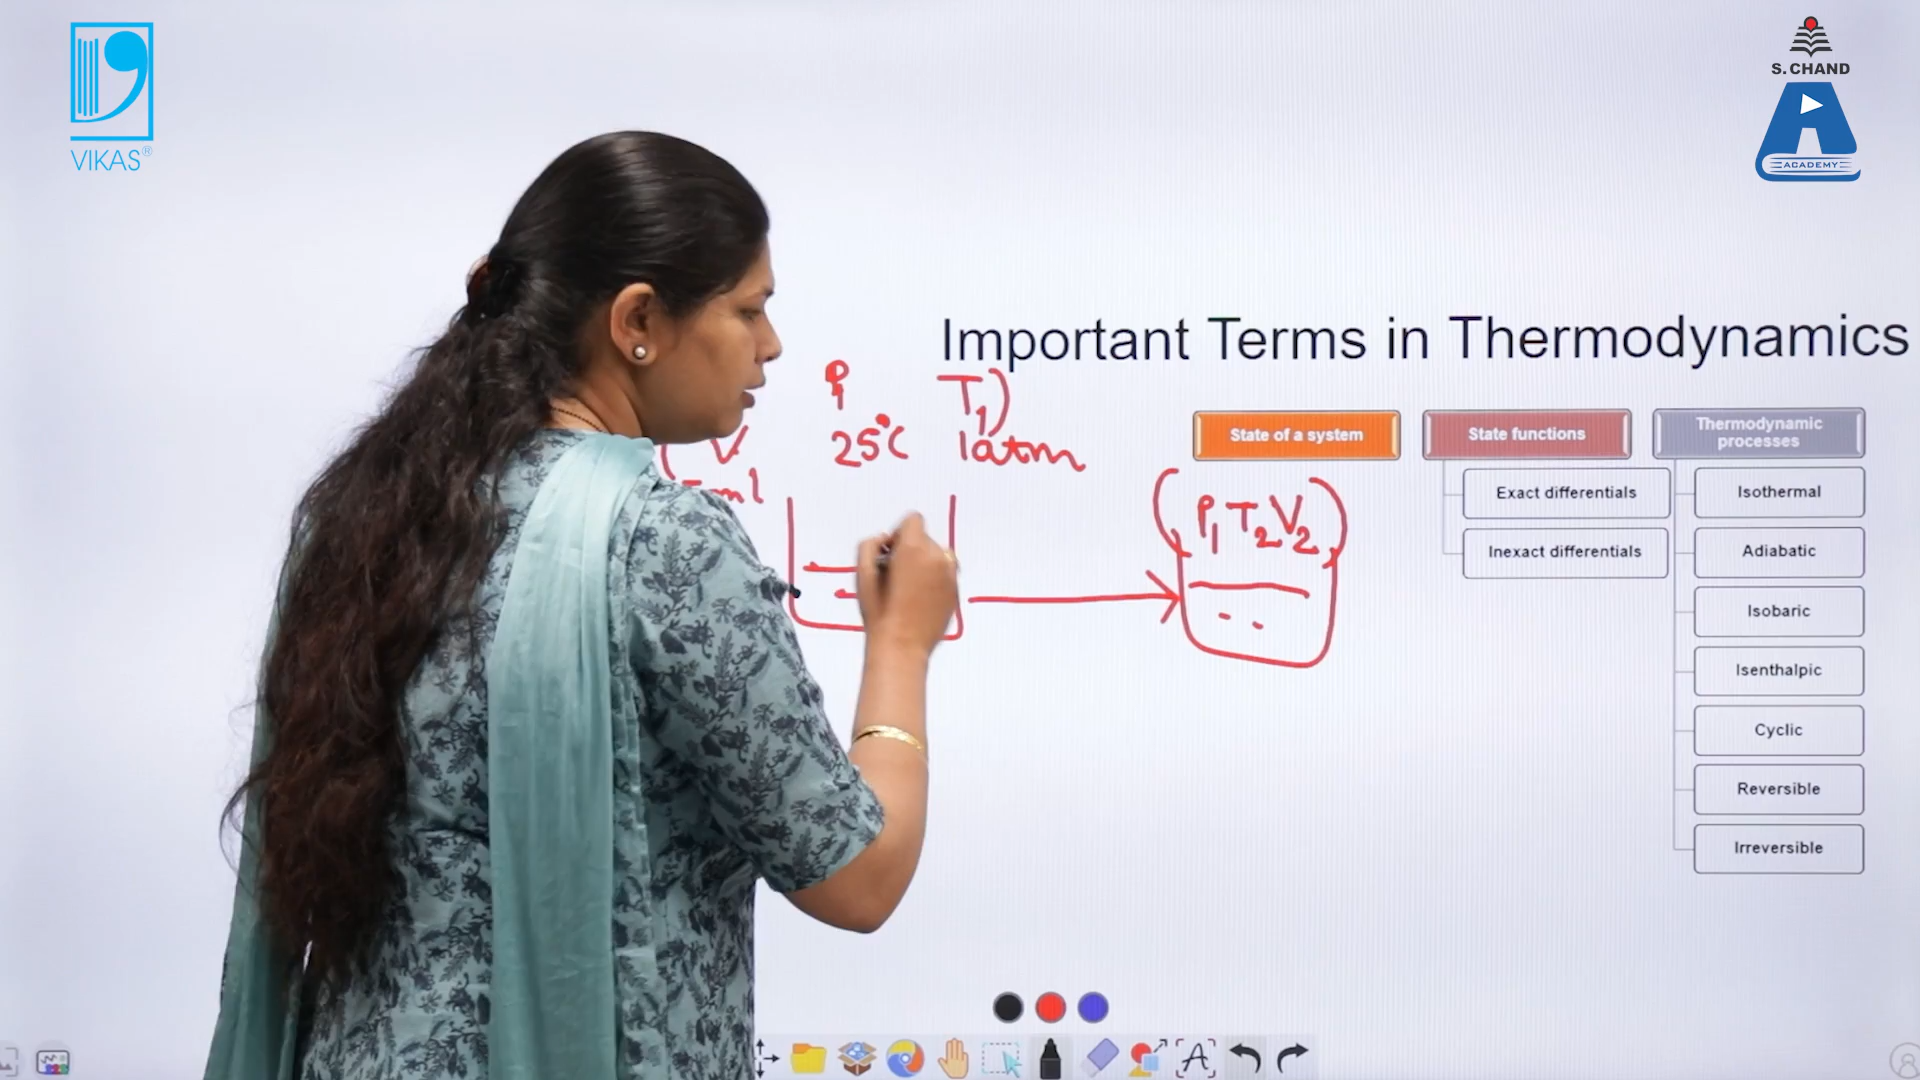 VIKAS®
S. CHAND
ACADEMY
Important Terms in Thermodynamics
P1 T1)
V 25°C 1atm
ml
(P1 T2 V2)
State of a system
State functions
Exact differentials
Inexact differentials
Thermodynamic
processes
Isothermal
Adiabatic
Isobaric
Isenthalpic
Cyclic
Reversible
Irreversible